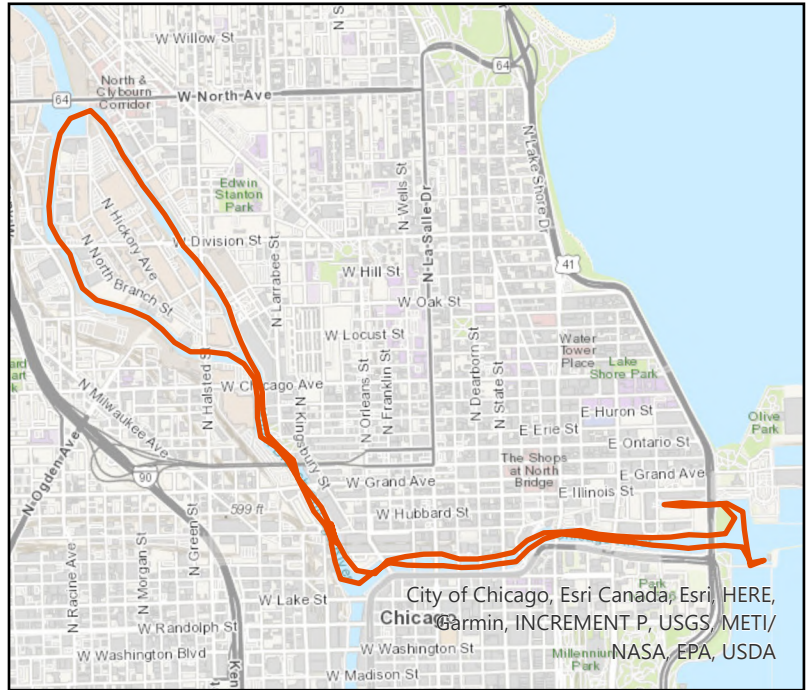 W Willow St
North &
Clybourn
Corridor
W North Ave
64
64
N Lake Shore Dr
N Wells St
N La Salle Dr
Edwin
Stanton
Park
N Hickory Ave
W Division St
N North Branch St
N Larrabee St
W Hill St
41
W Oak St
W Locust St
Water
Tower
Place
Lake
Shore Park
N Halsted St
W Chicago Ave
N Orleans St
N Franklin St
N Dearborn St
N State St
N Milwaukee Ave
N Kingsbury St
E Huron St
Olive
Park
E Erie St
E Ontario St
N Ogden Ave
90
The Shops
at North
Bridge
E Grand Ave
W Grand Ave
E Illinois St
599 ft
W Hubbard St
N Racine Ave
N Morgan St
N Green St
W Lake St
City of Chicago, Esri Canada, Esri, HERE,
Chicago
Garmin, INCREMENT P, USGS, METI/
NASA, EPA, USDA
W Randolph St
W Washington Blvd
W Washington St
Millennium
Park
W Madison St